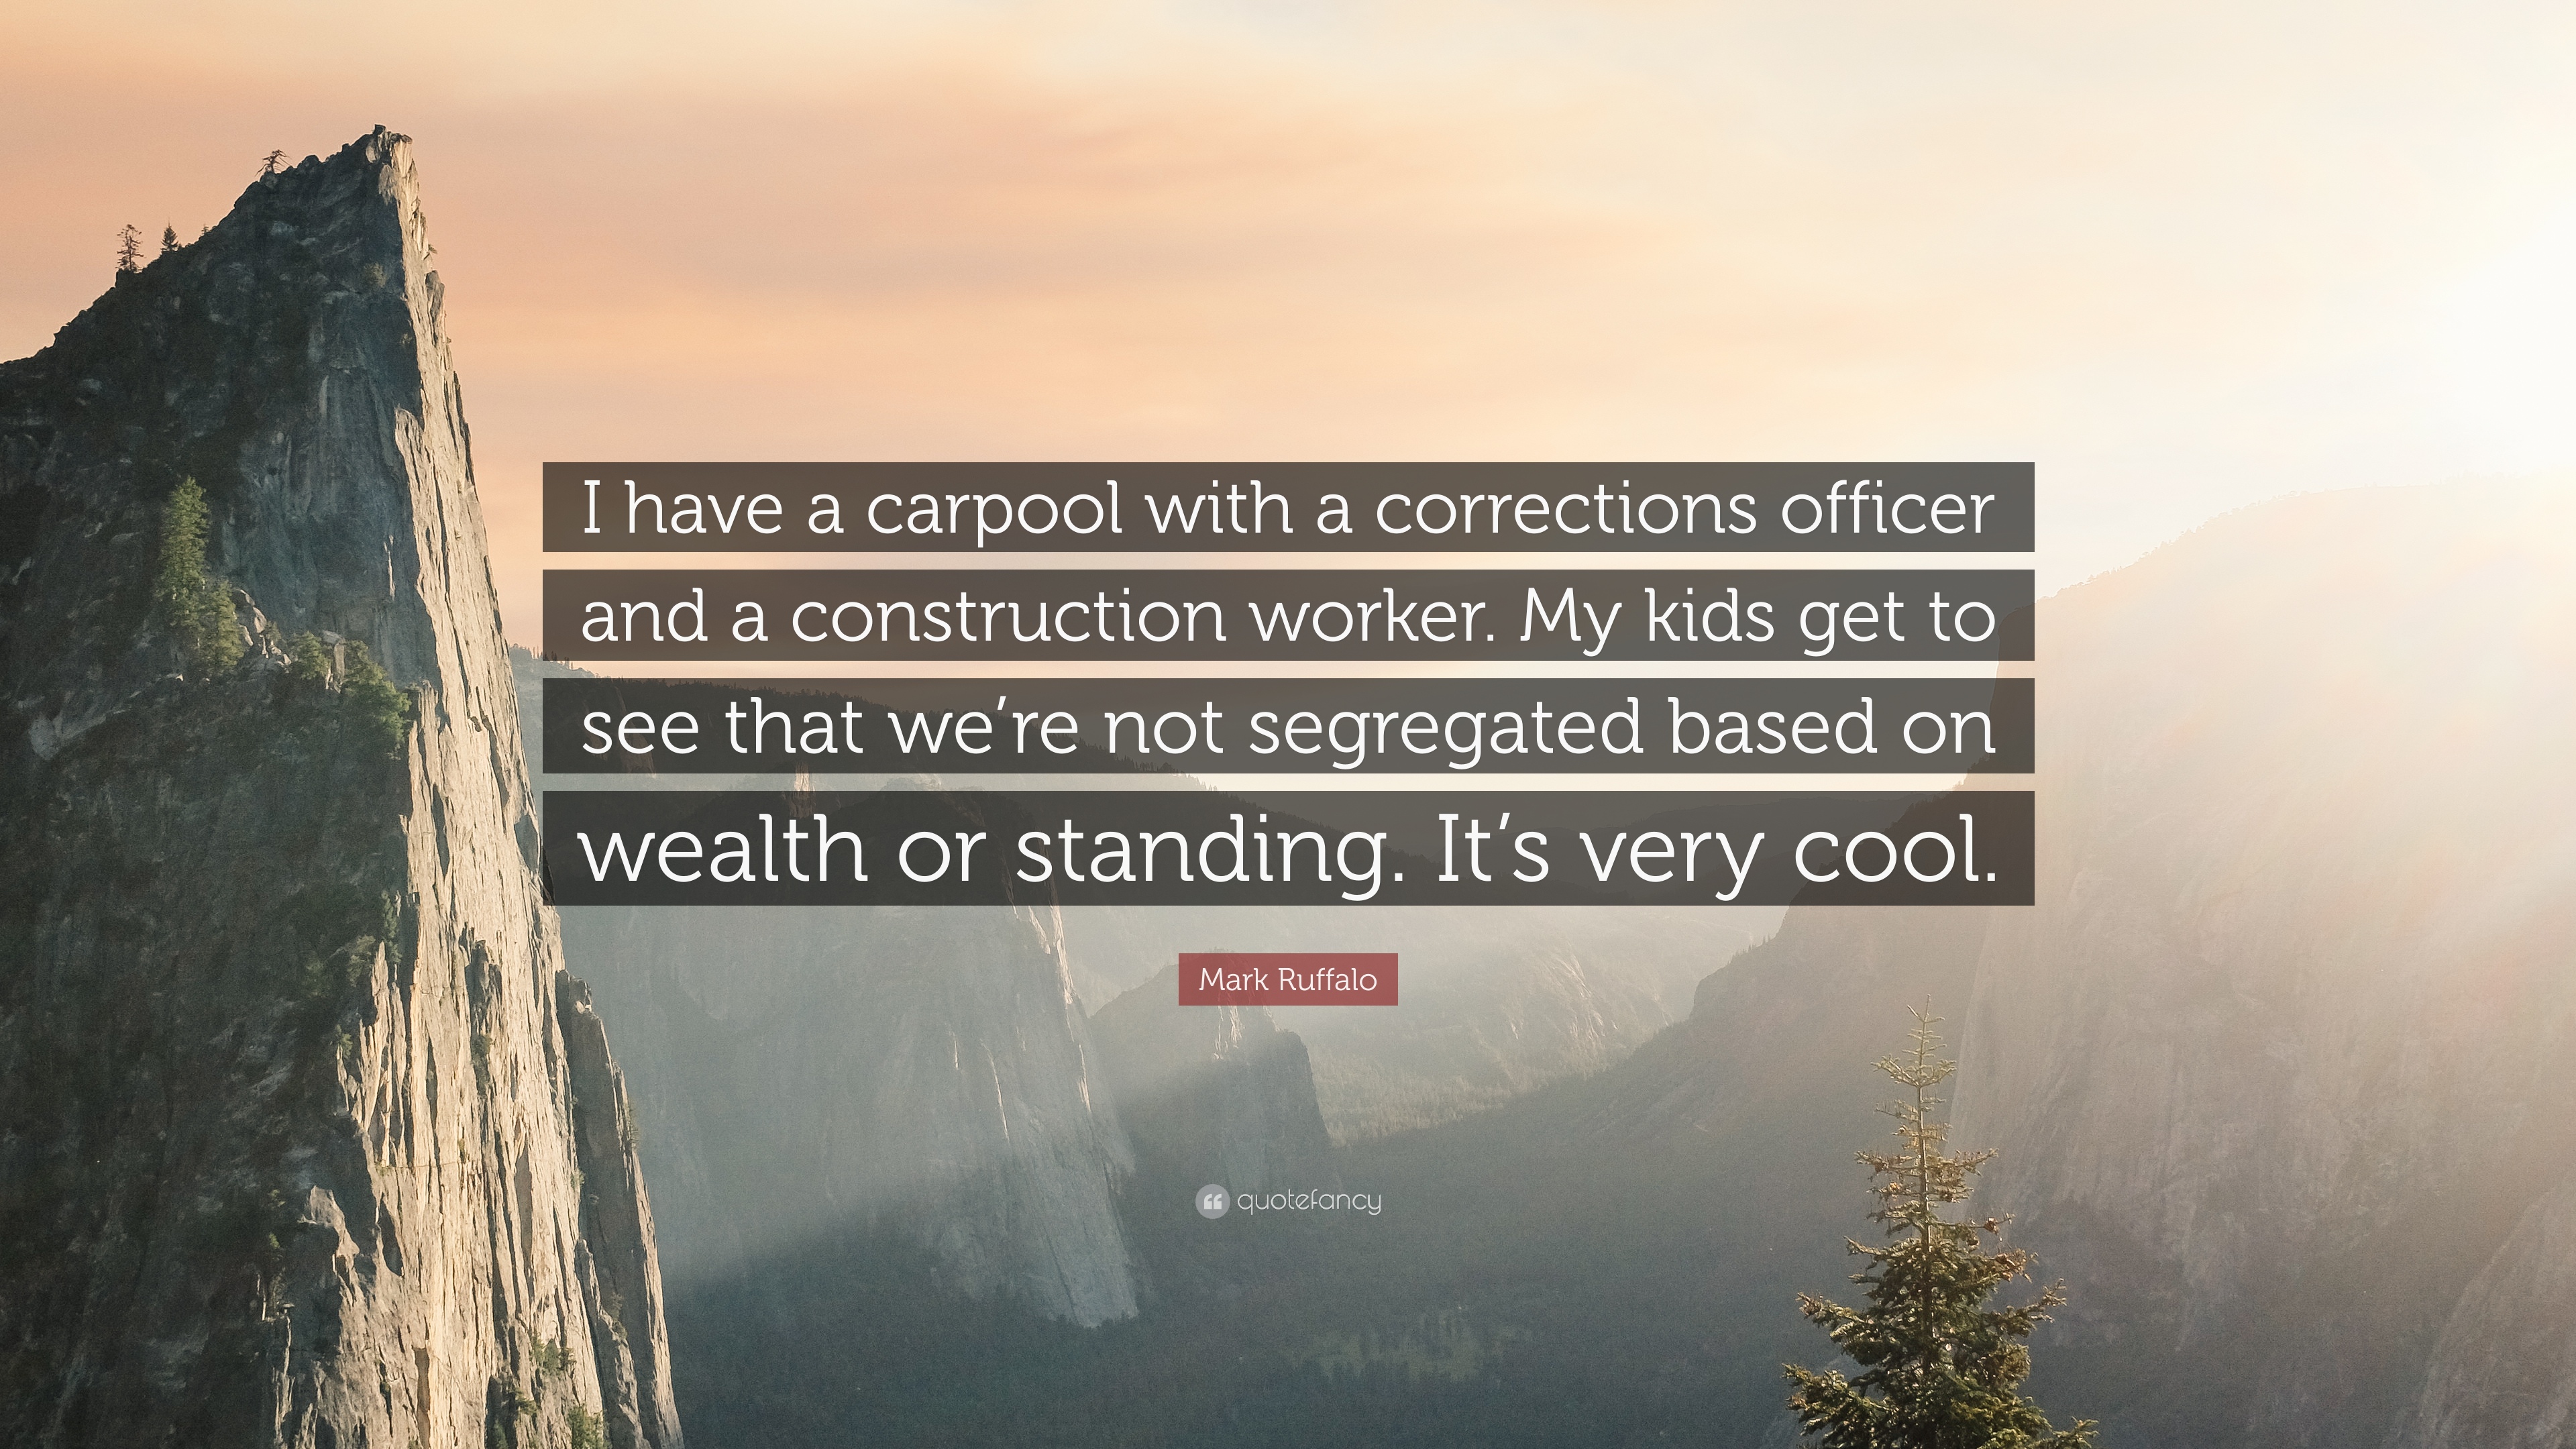 I have a carpool with a corrections officer
and a construction worker. My kids get to
see that we’re not segregated based on
wealth or standing. It’s very cool.
Mark Ruffalo
quotefancy